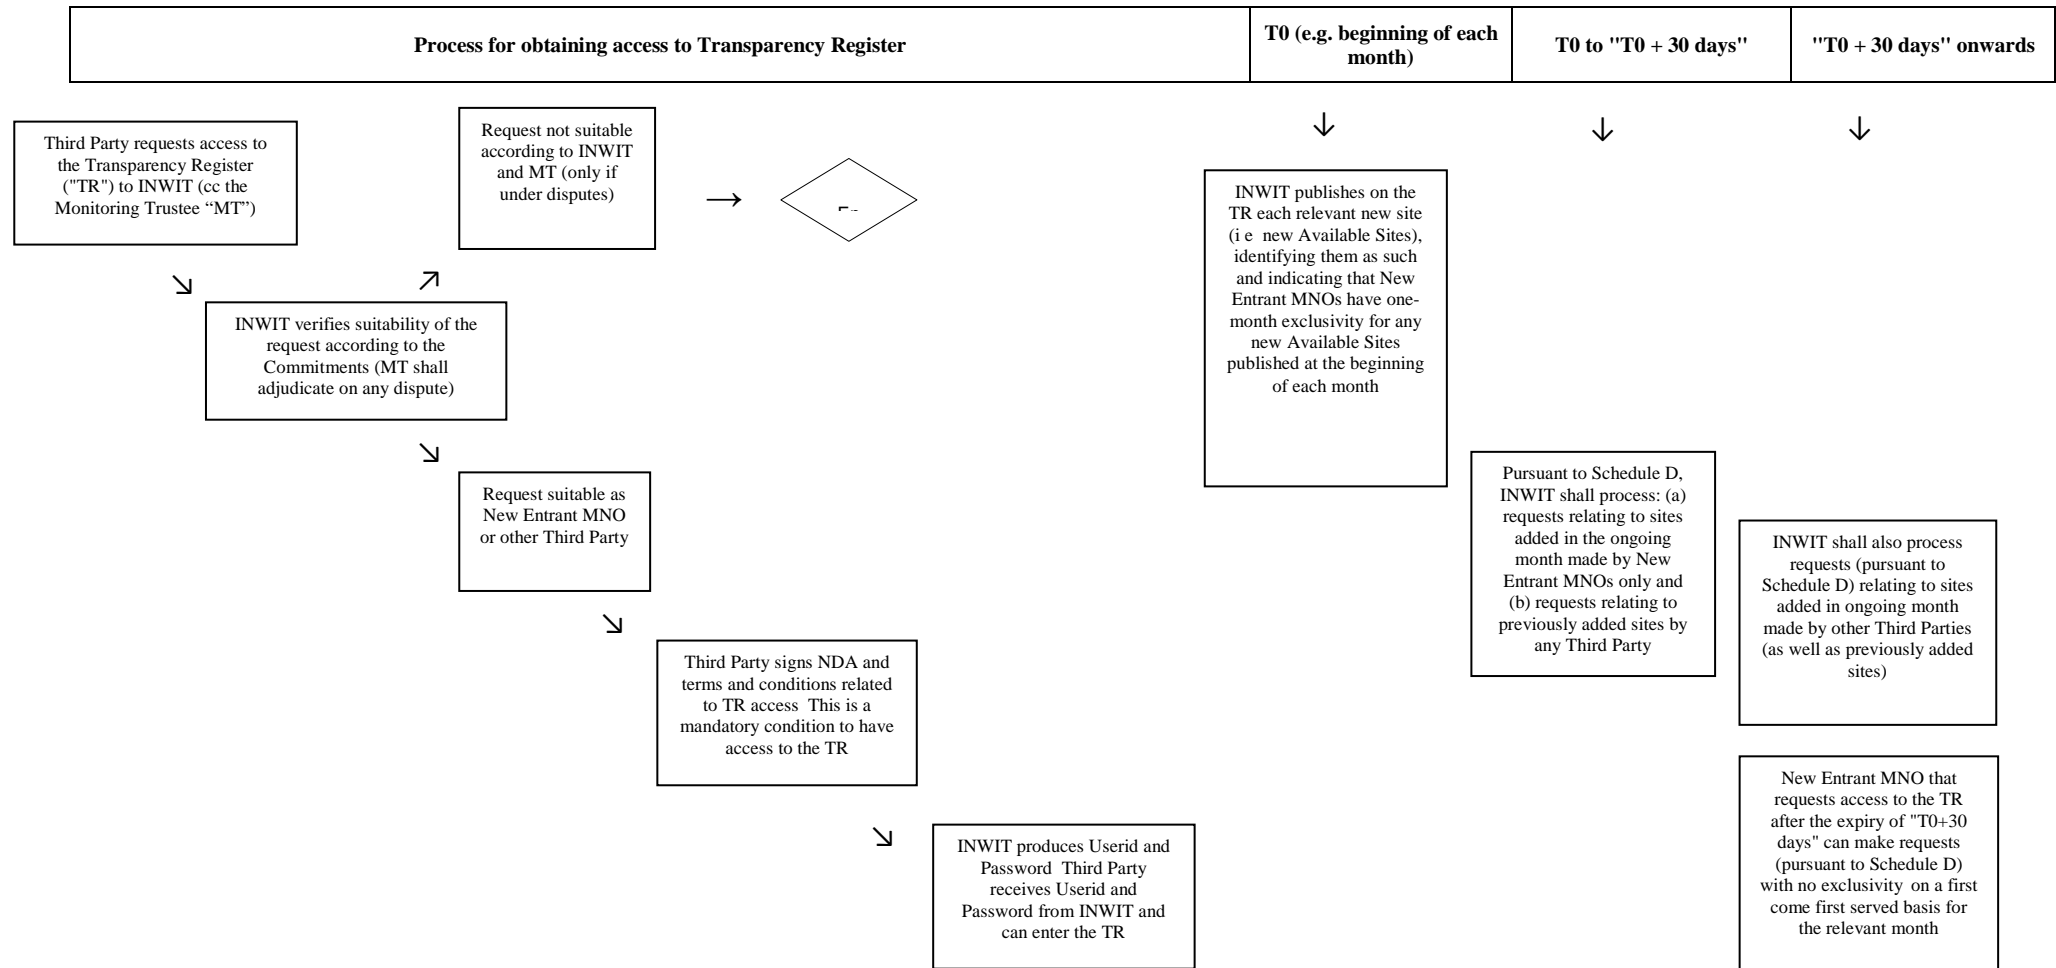 Process for obtaining access to Transparency Register
T0 (e.g. beginning of each
month)
T0 to "T0 + 30 days"
"T0 + 30 days" onwards
Third Party requests access to
the Transparency Register
("TR") to INWIT (cc the
Monitoring Trustee “MT”)
Request not suitable
according to INWIT
and MT (only if
under disputes)
INWIT verifies suitability of the
request according to the
Commitments (MT shall
adjudicate on any dispute)
Request suitable as
New Entrant MNO
or other Third Party
Third Party signs NDA and
terms and conditions related
to TR access This is a
mandatory condition to have
access to the TR
INWIT produces Userid and
Password Third Party
receives Userid and
Password from INWIT and
can enter the TR
INWIT publishes on the
TR each relevant new site
(i e new Available Sites),
identifying them as such
and indicating that New
Entrant MNOs have one-
month exclusivity for any
new Available Sites
published at the beginning
of each month
Pursuant to Schedule D,
INWIT shall process: (a)
requests relating to sites
added in the ongoing
month made by New
Entrant MNOs only and
(b) requests relating to
previously added sites by
any Third Party
INWIT shall also process
requests (pursuant to
Schedule D) relating to sites
added in ongoing month
made by other Third Parties
(as well as previously added
sites)
New Entrant MNO that
requests access to the TR
after the expiry of "T0+30
days" can make requests
(pursuant to Schedule D)
with no exclusivity on a first
come first served basis for
the relevant month